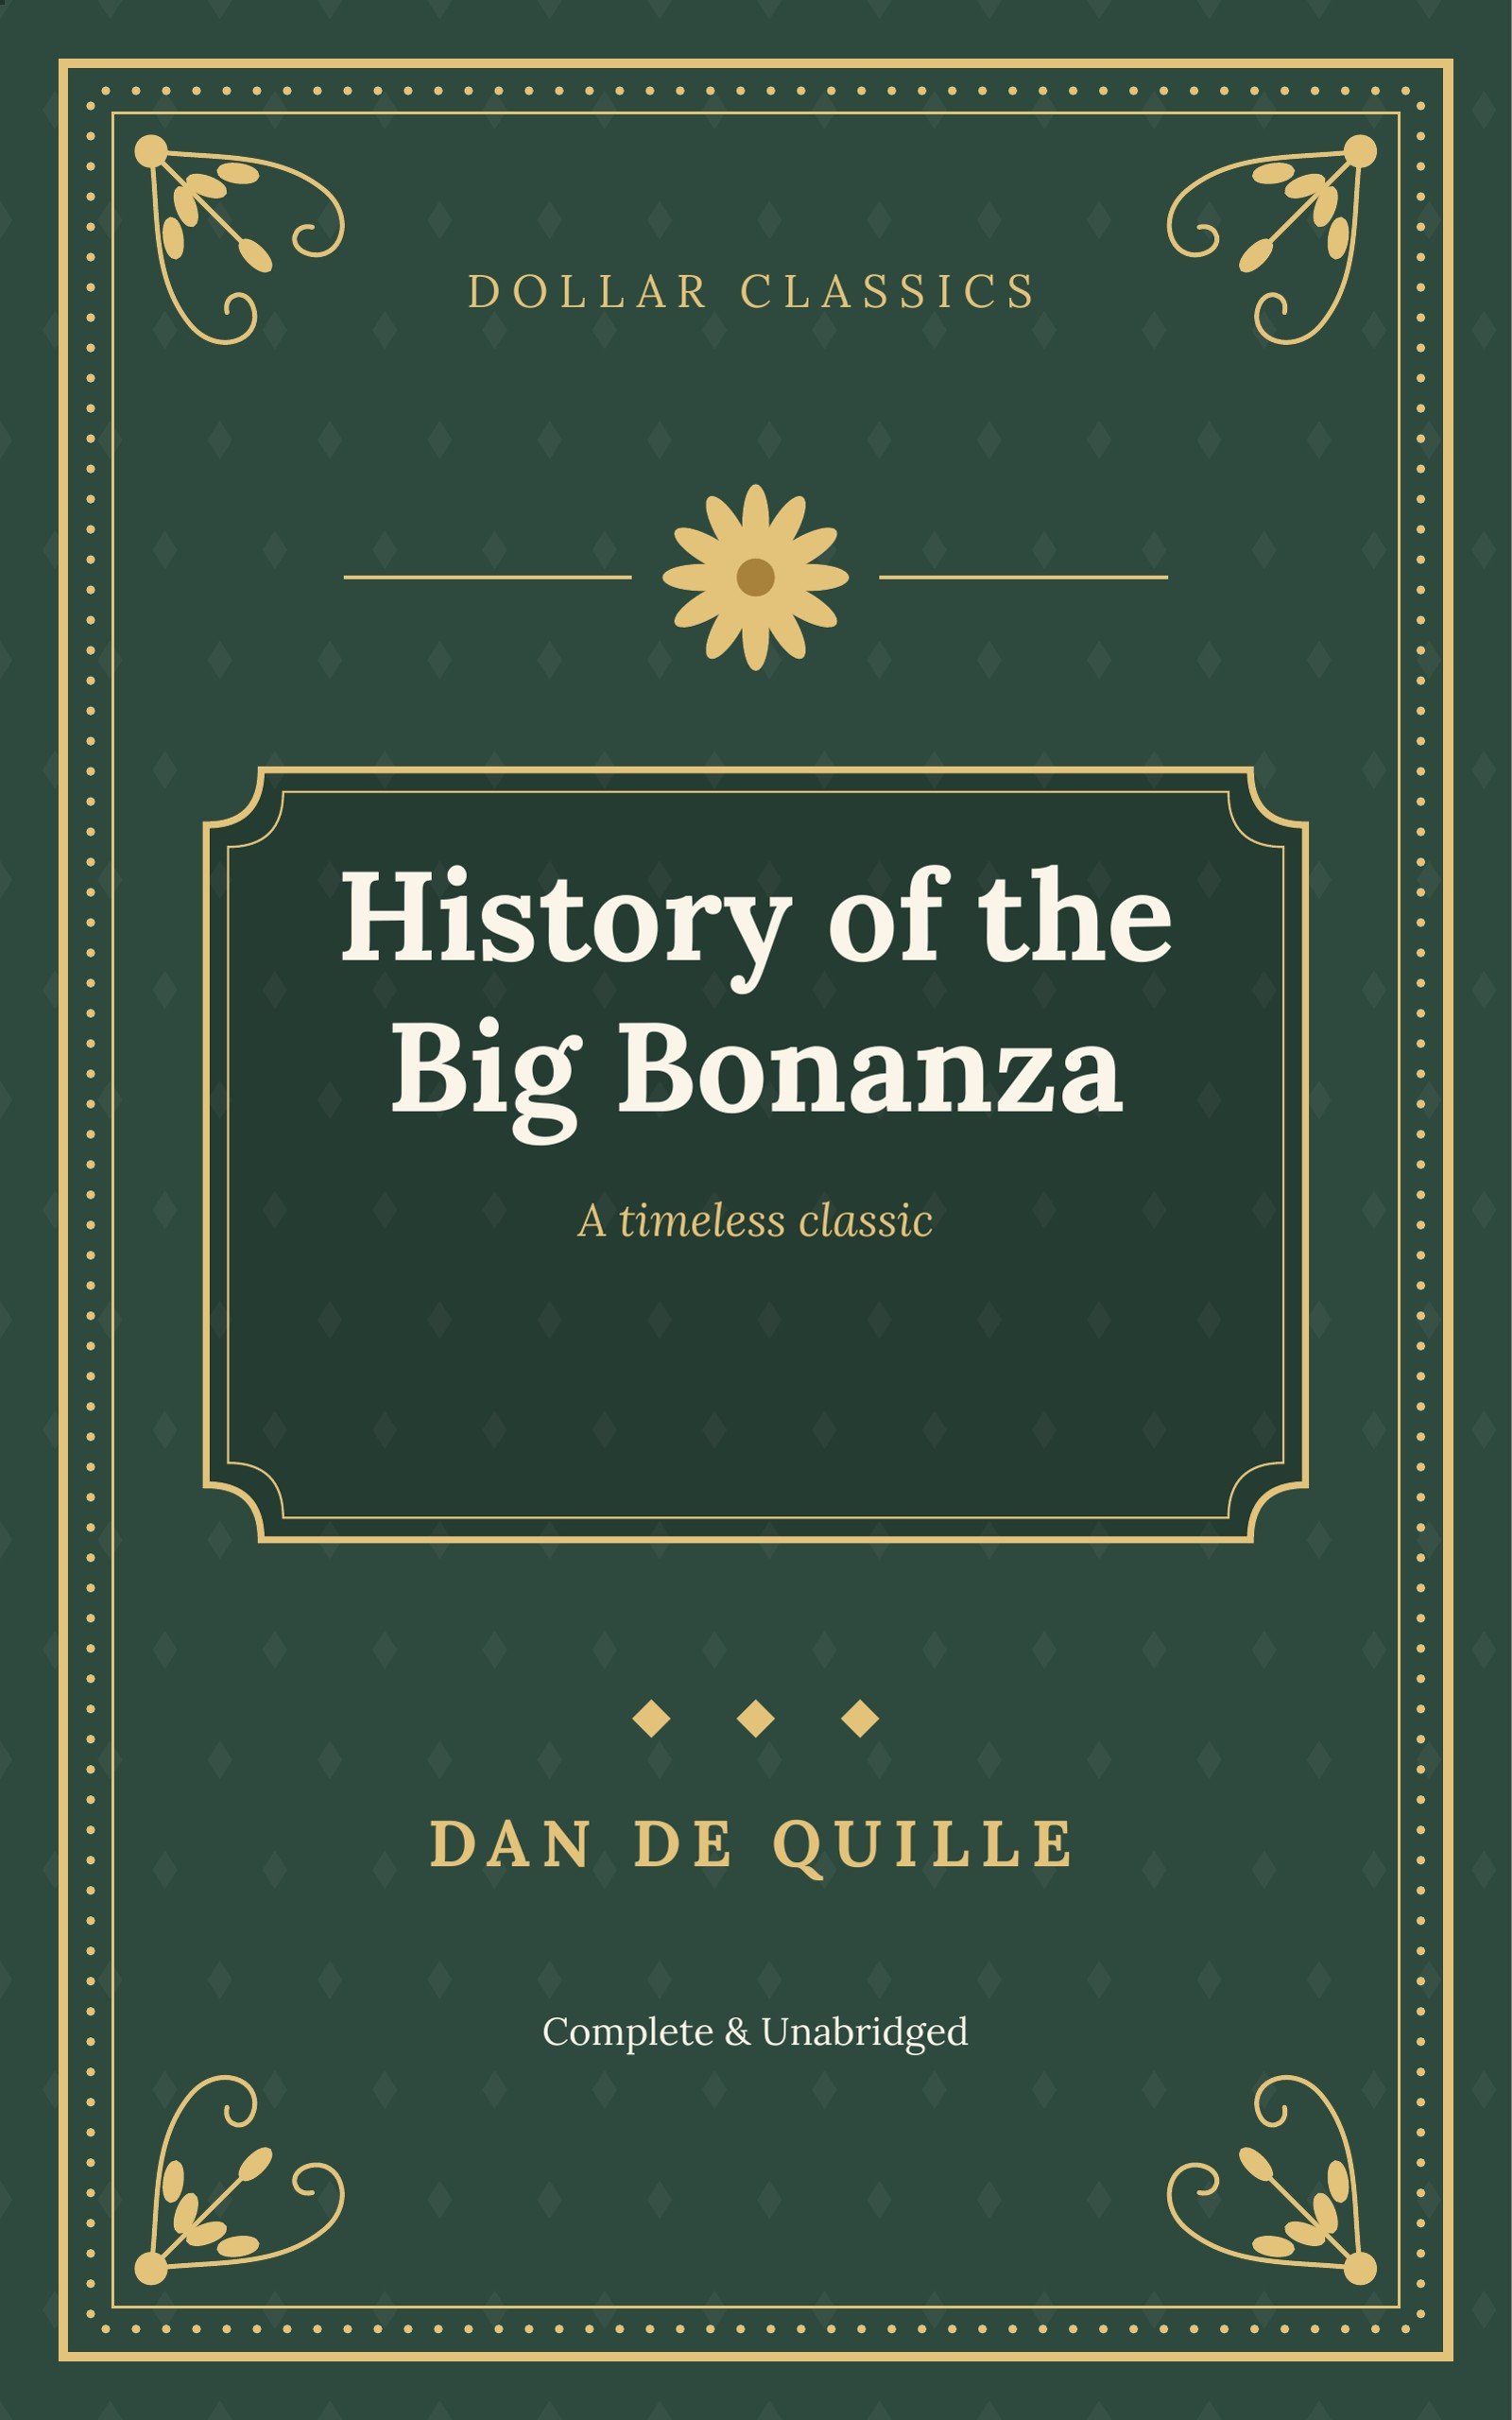 DOLLAR CLASSICS
History of the
Big Bonanza
A timeless classic
DAN DE QUILLE
Complete & Unabridged